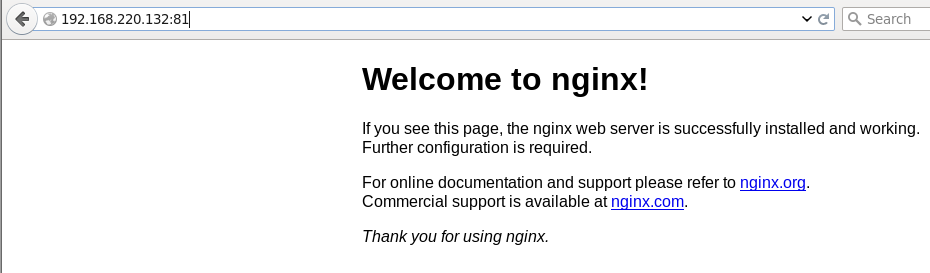 192.168.220.132:81
Search
Welcome to nginx!
If you see this page, the nginx web server is successfully installed and working.
Further configuration is required.
For online documentation and support please refer to nginx.org.
Commercial support is available at nginx.com.
Thank you for using nginx.